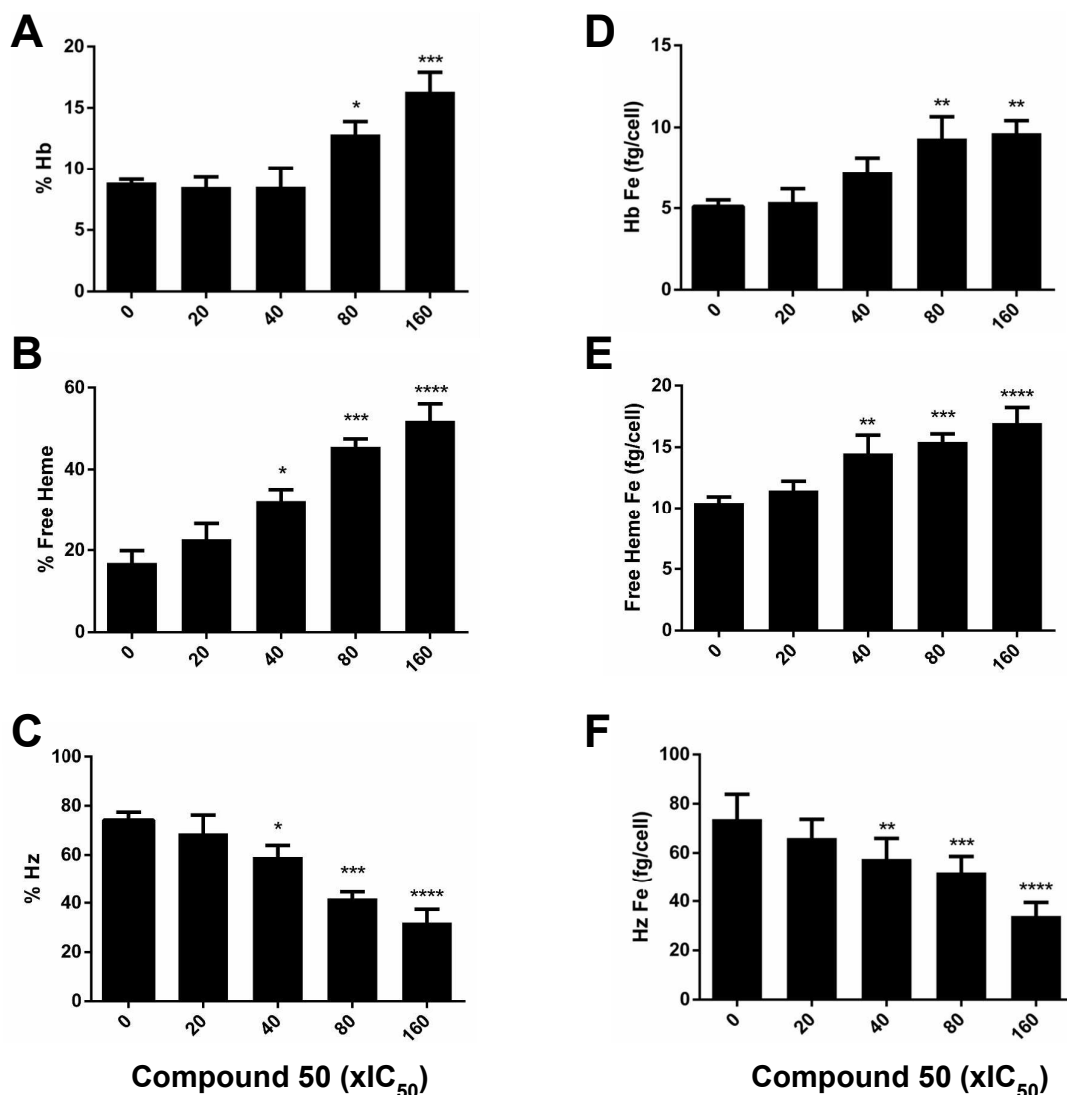 A
% Hb
20
15
10
5
0
*
***
0 20 40 80 160
B
% Free Heme
60
40
20
0
*
***
****
0 20 40 80 160
C
% Hz
100
80
60
40
20
0
*
***
****
0 20 40 80 160
Compound 50 (xIC50)
D
Hb Fe (fg/cell)
15
10
5
0
**
**
0 20 40 80 160
E
Free Heme Fe (fg/cell)
20
15
10
5
0
**
***
****
0 20 40 80 160
F
Hz Fe (fg/cell)
100
80
60
40
20
0
**
***
****
0 20 40 80 160
Compound 50 (xIC50)